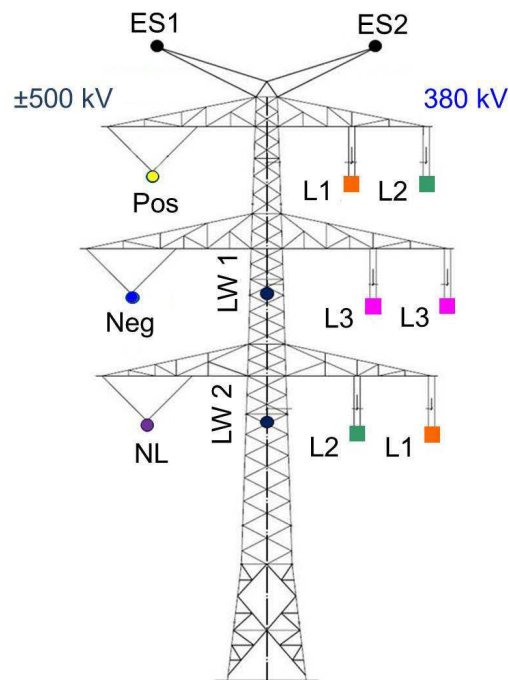 ES1 ES2
±500 kV 380 kV
Pos L1 L2
LW 1
Neg L3 L3
LW 2
NL L2 L1